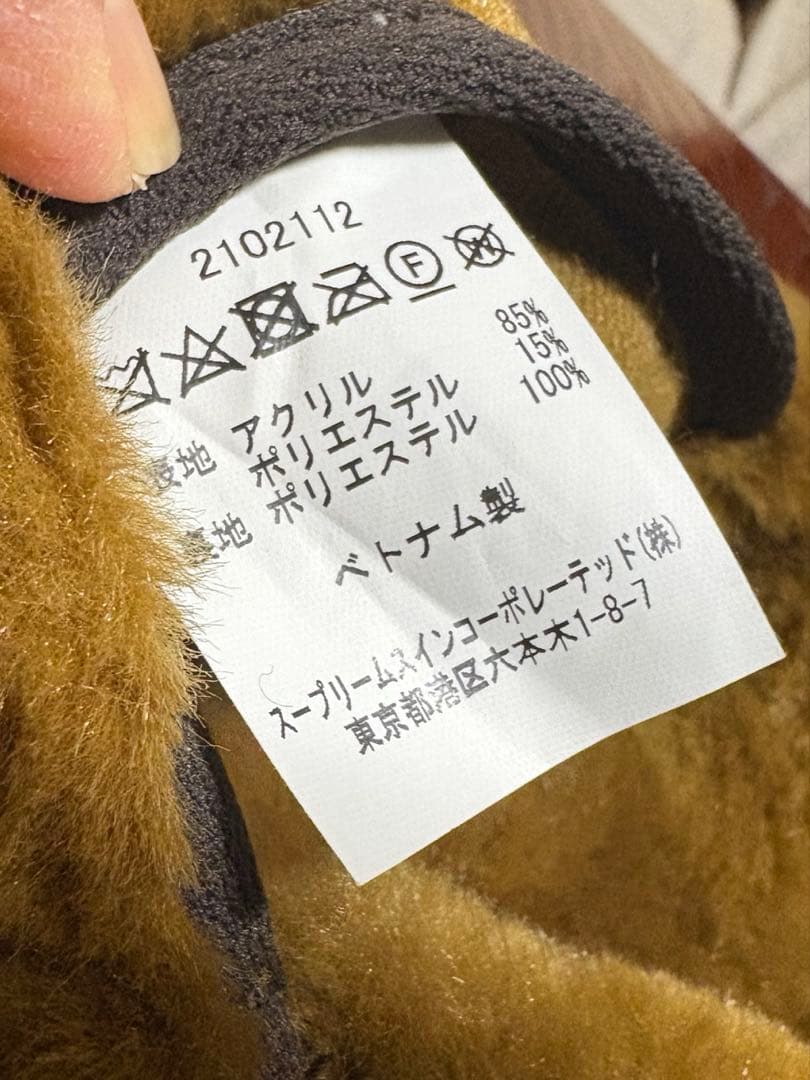 2102112
F W
表地 アクリル 85%
ポリエステル 15%
裏地 ポリエステル 100%
ベトナム製
スープリームスインコーポレーテッド(株)
東京都港区六本木1-8-7